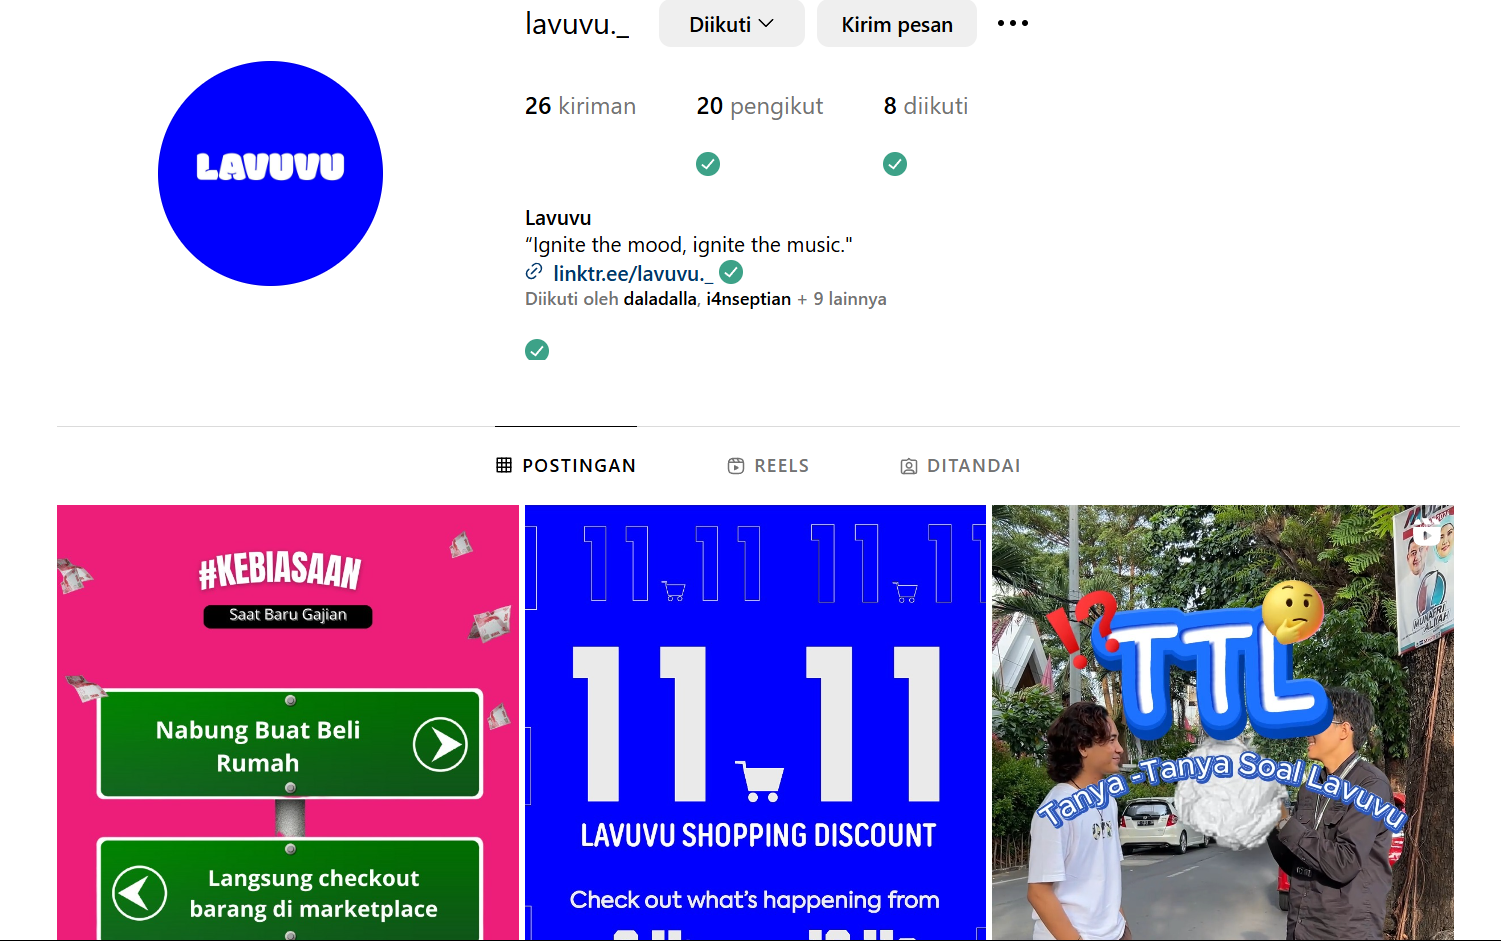 lavuvu._
Diikuti
Kirim pesan
26 kiriman
20 pengikut
8 diikuti
LAVUVU
Lavuvu
“Ignite the mood, ignite the music."
linktr.ee/lavuvu._
Diikuti oleh daladalla, i4nseptian + 9 lainnya
POSTINGAN
REELS
DITANDAI
#KEBIASAAN
Saat Baru Gajian
Nabung Buat Beli
Rumah
Langsung checkout
barang di marketplace
11 11
11 11
11 11
LAVUVU SHOPPING DISCOUNT
Check out what’s happening from
!?
TTL
Tanya -Tanya Soal Lavuvu
MUNAFRI
ALIYAH